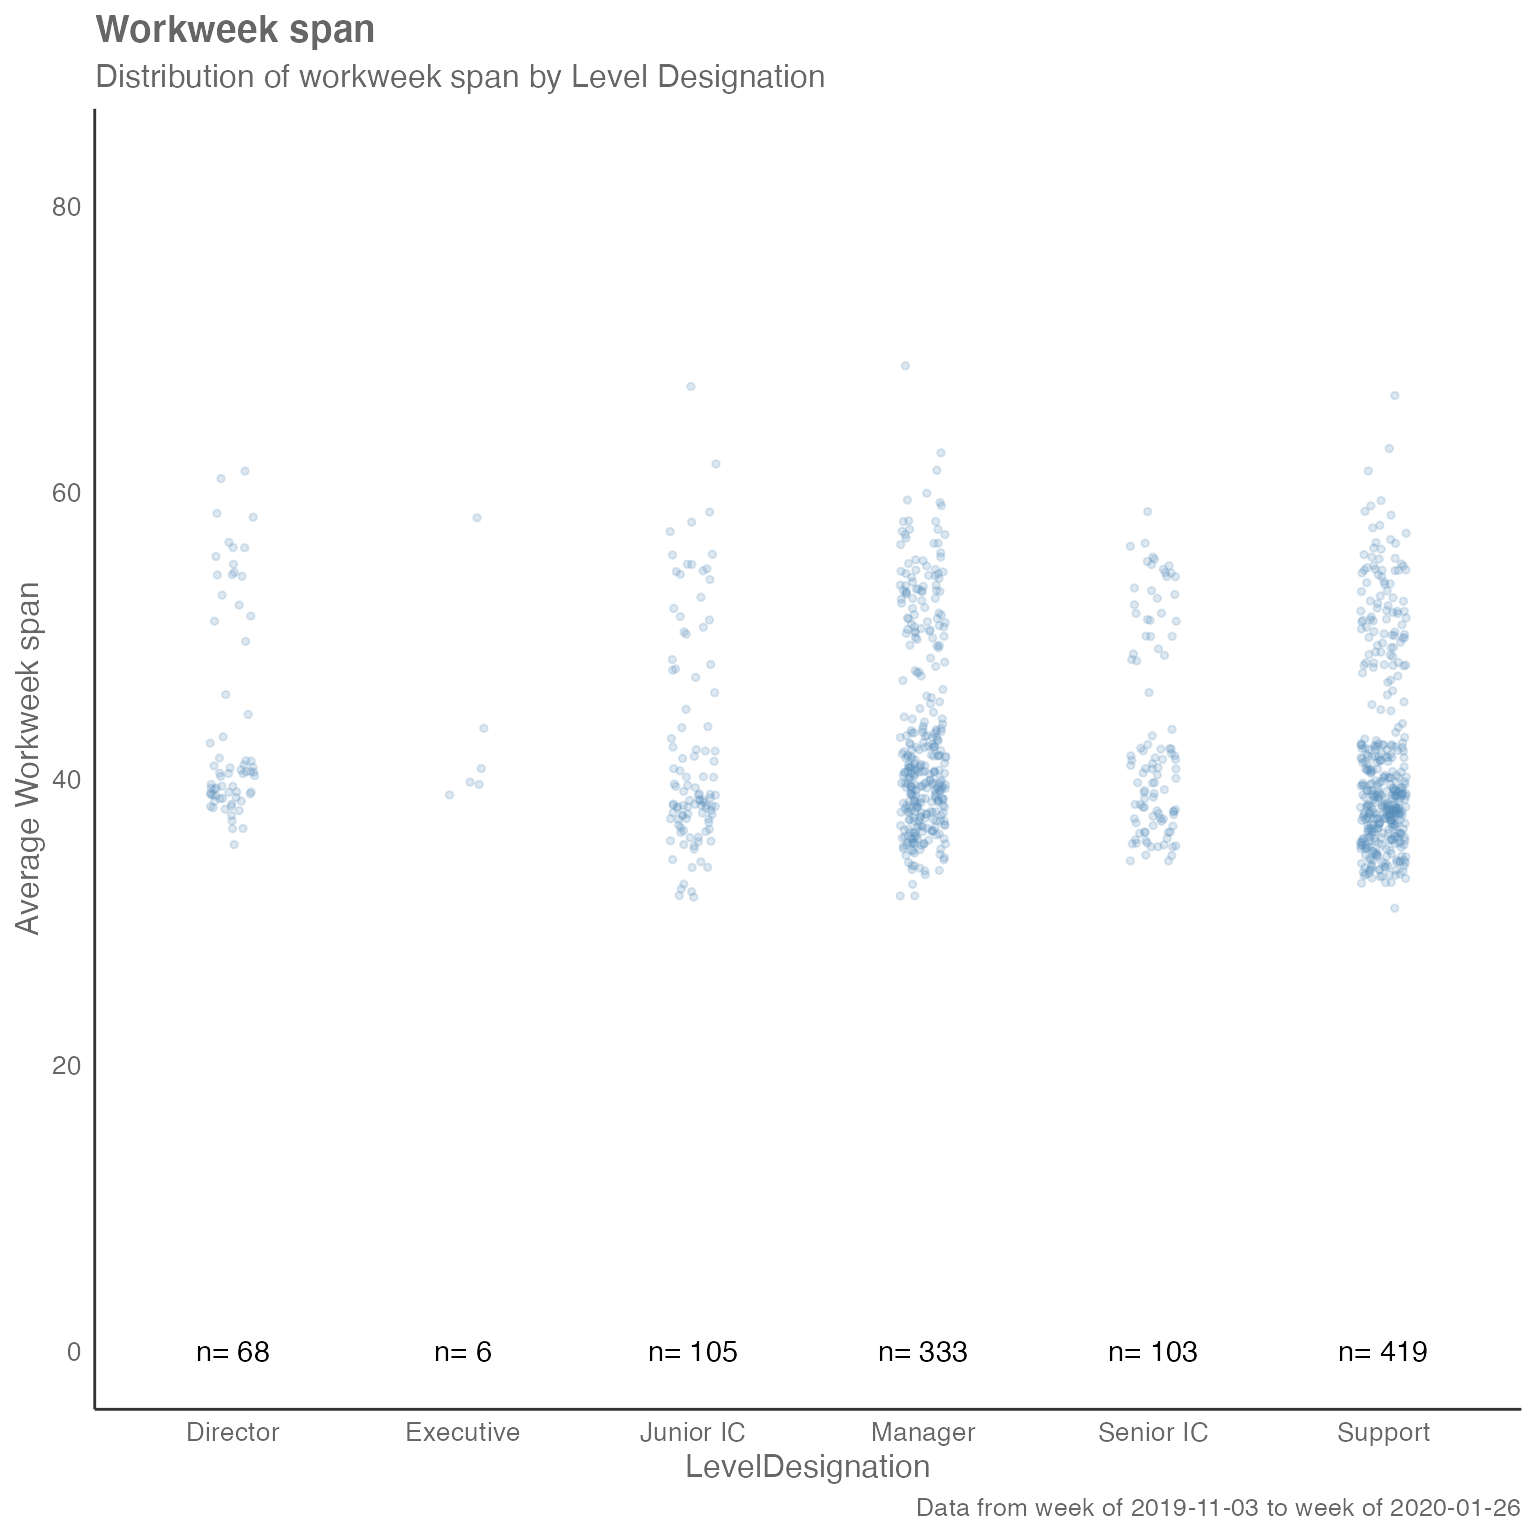 Workweek span
Distribution of workweek span by Level Designation
Average Workweek span
80
60
40
20
0
n= 68
n= 6
n= 105
n= 333
n= 103
n= 419
Director
Executive
Junior IC
Manager
Senior IC
Support
LevelDesignation
Data from week of 2019-11-03 to week of 2020-01-26